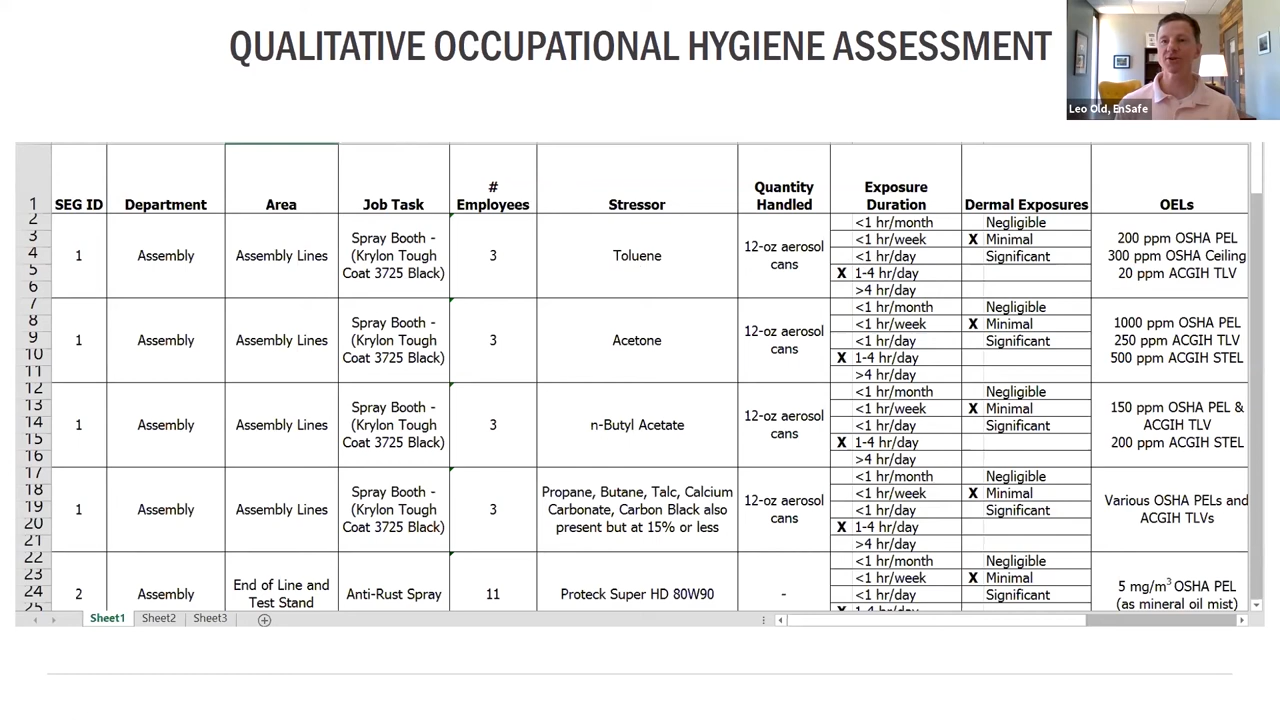 QUALITATIVE OCCUPATIONAL HYGIENE ASSESSMENT
Leo Old, EnSafe
1 SEG ID Department Area Job Task # Employees Stressor Quantity Handled Exposure Duration Dermal Exposures OELs
2 <1 hr/month Negligible
3 Spray Booth - <1 hr/week X Minimal 200 ppm OSHA PEL
4 1 Assembly Assembly Lines (Krylon Tough 3 Toluene 12-oz aerosol cans <1 hr/day Significant 300 ppm OSHA Ceiling
5 Coat 3725 Black) X 1-4 hr/day 20 ppm ACGIH TLV
6 >4 hr/day
7 <1 hr/month Negligible
8 Spray Booth - <1 hr/week X Minimal 1000 ppm OSHA PEL
9 1 Assembly Assembly Lines (Krylon Tough 3 Acetone 12-oz aerosol cans <1 hr/day Significant 250 ppm ACGIH TLV
10 Coat 3725 Black) X 1-4 hr/day 500 ppm ACGIH STEL
11 >4 hr/day
12 <1 hr/month Negligible
13 Spray Booth - <1 hr/week X Minimal 150 ppm OSHA PEL &
14 1 Assembly Assembly Lines (Krylon Tough 3 n-Butyl Acetate 12-oz aerosol cans <1 hr/day Significant ACGIH TLV
15 Coat 3725 Black) X 1-4 hr/day 200 ppm ACGIH STEL
16 >4 hr/day
17 <1 hr/month Negligible
18 Spray Booth - Propane, Butane, Talc, Calcium <1 hr/week X Minimal Various OSHA PELs and
19 1 Assembly Assembly Lines (Krylon Tough 3 Carbonate, Carbon Black also 12-oz aerosol cans <1 hr/day Significant ACGIH TLVs
20 Coat 3725 Black) present but at 15% or less X 1-4 hr/day
21 >4 hr/day
22 <1 hr/month Negligible
23 End of Line and <1 hr/week X Minimal 5 mg/m³ OSHA PEL
24 2 Assembly Test Stand Anti-Rust Spray 11 Proteck Super HD 80W90 - <1 hr/day Significant (as mineral oil mist)
25 X 1-4 hr/day
Sheet1 Sheet2 Sheet3